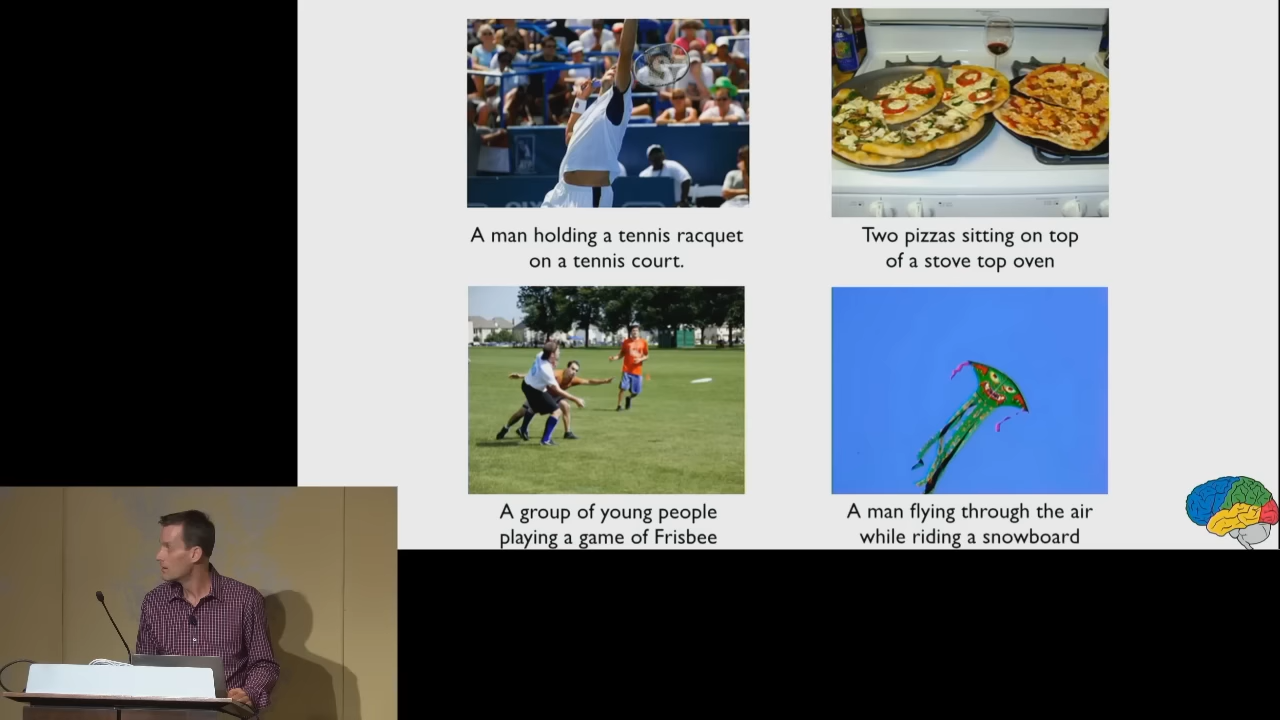 A man holding a tennis racquet
on a tennis court.
Two pizzas sitting on top
of a stove top oven
A group of young people
playing a game of Frisbee
A man flying through the air
while riding a snowboard